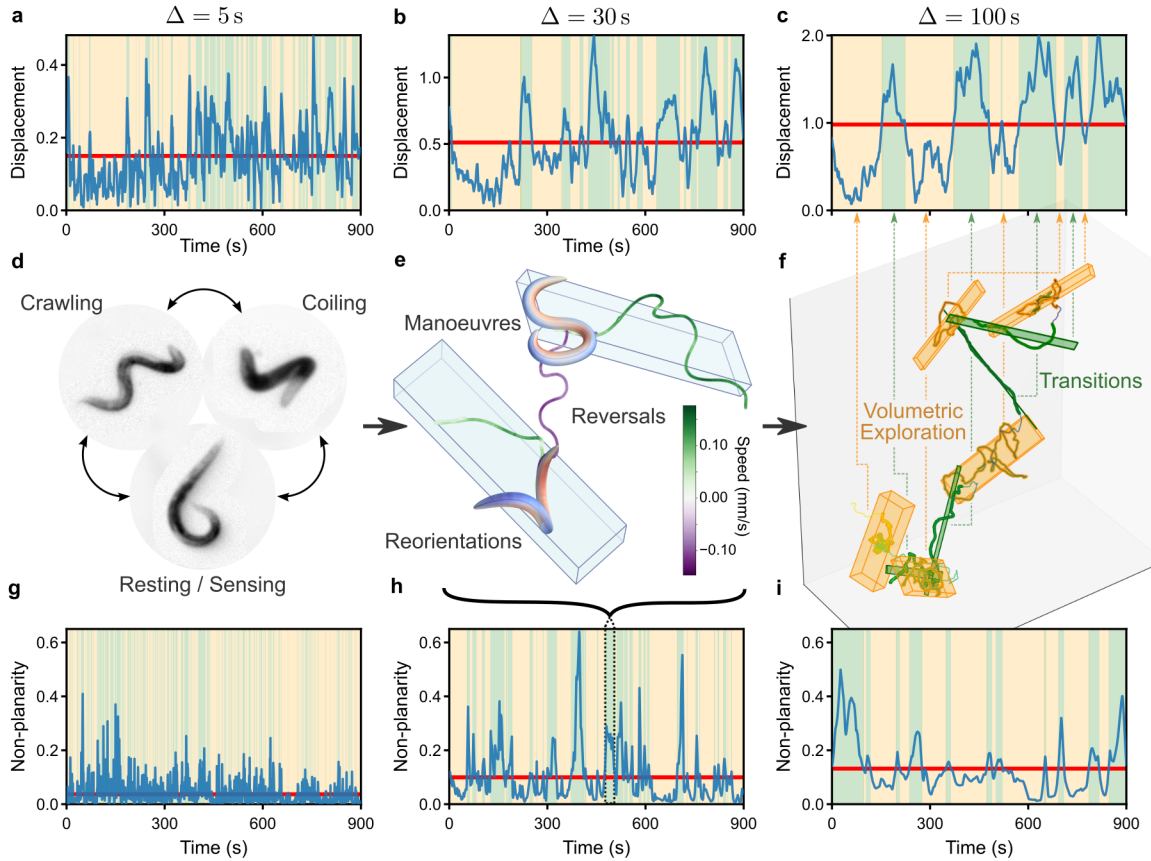 a
Δ = 5 s
b
Δ = 30 s
c
Δ = 100 s
Displacement
0.4
0.2
0.0
0
300
600
900
Time (s)
Displacement
1.0
0.5
0.0
0
300
600
900
Time (s)
Displacement
2.0
1.0
0.0
d
Crawling
Coiling
Resting / Sensing
e
Manoeuvres
Reversals
Reorientations
Speed (mm/s)
0.10
0.00
−0.10
f
Transitions
Volumetric
Exploration
g
Non-planarity
0.6
0.4
0.2
0.0
0
300
600
900
Time (s)
h
Non-planarity
0.6
0.4
0.2
0.0
0
300
600
900
Time (s)
i
Non-planarity
0.6
0.4
0.2
0.0
0
300
600
900
Time (s)